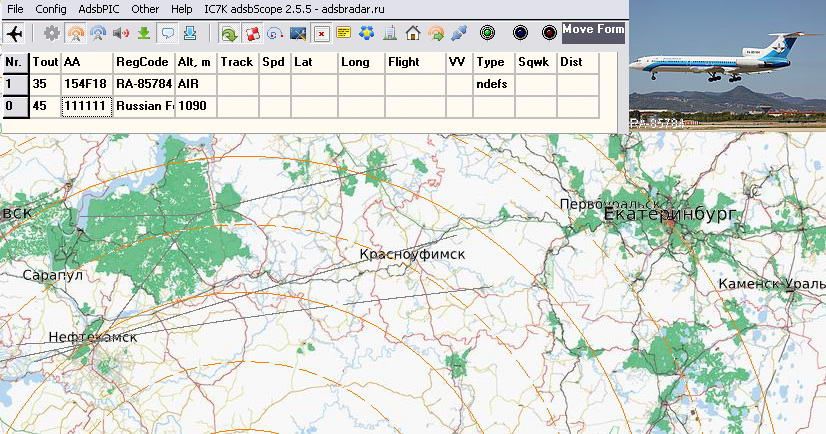 File Config AdsbPIC Other Help IC7K adsbScope 2.5.5 - adsbradar.ru
Move Form
Nr. Tout AA RegCode Alt, m Track Spd Lat Long Flight VV Type Sqwk Dist
1 35 154F18 RA-85784 AIR ndefs
0 45 111111 Russian Fe 1090
RA-85784
Первоуральск
вск
Екатеринбург
Красноуфимск
Сарапул
Каменск-Ураль
Нефтекамск